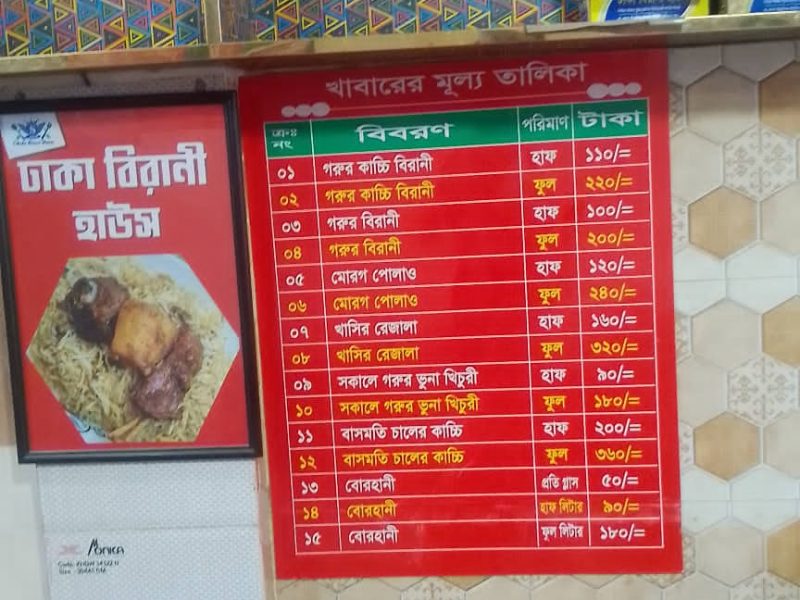 ঢাকা বিরানী
হাউস
খাবারের মূল্য তালিকা
ক্রঃ নং বিবরণ পরিমাণ টাকা
০১ গরুর কাচ্চি বিরানী হাফ ১১০/=
০২ গরুর কাচ্চি বিরানী ফুল ২২০/=
০৩ গরুর বিরানী হাফ ১০০/=
০৪ গরুর বিরানী ফুল ২০০/=
০৫ মোরগ পোলাও হাফ ১২০/=
০৬ মোরগ পোলাও ফুল ২৪০/=
০৭ খাসির রেজালা হাফ ১৬০/=
০৮ খাসির রেজালা ফুল ৩২০/=
০৯ সকালে গরুর ভুনা খিচুরী হাফ ৯০/=
১০ সকালে গরুর ভুনা খিচুরী ফুল ১৮০/=
১১ বাসমতি চালের কাচ্চি হাফ ২০০/=
১২ বাসমতি চালের কাচ্চি ফুল ৩৬০/=
১৩ বোরহানী প্রতি গ্লাস ৫০/=
১৪ বোরহানী হাফ লিটার ৯০/=
১৫ বোরহানী ফুল লিটার ১৮০/=
Monica